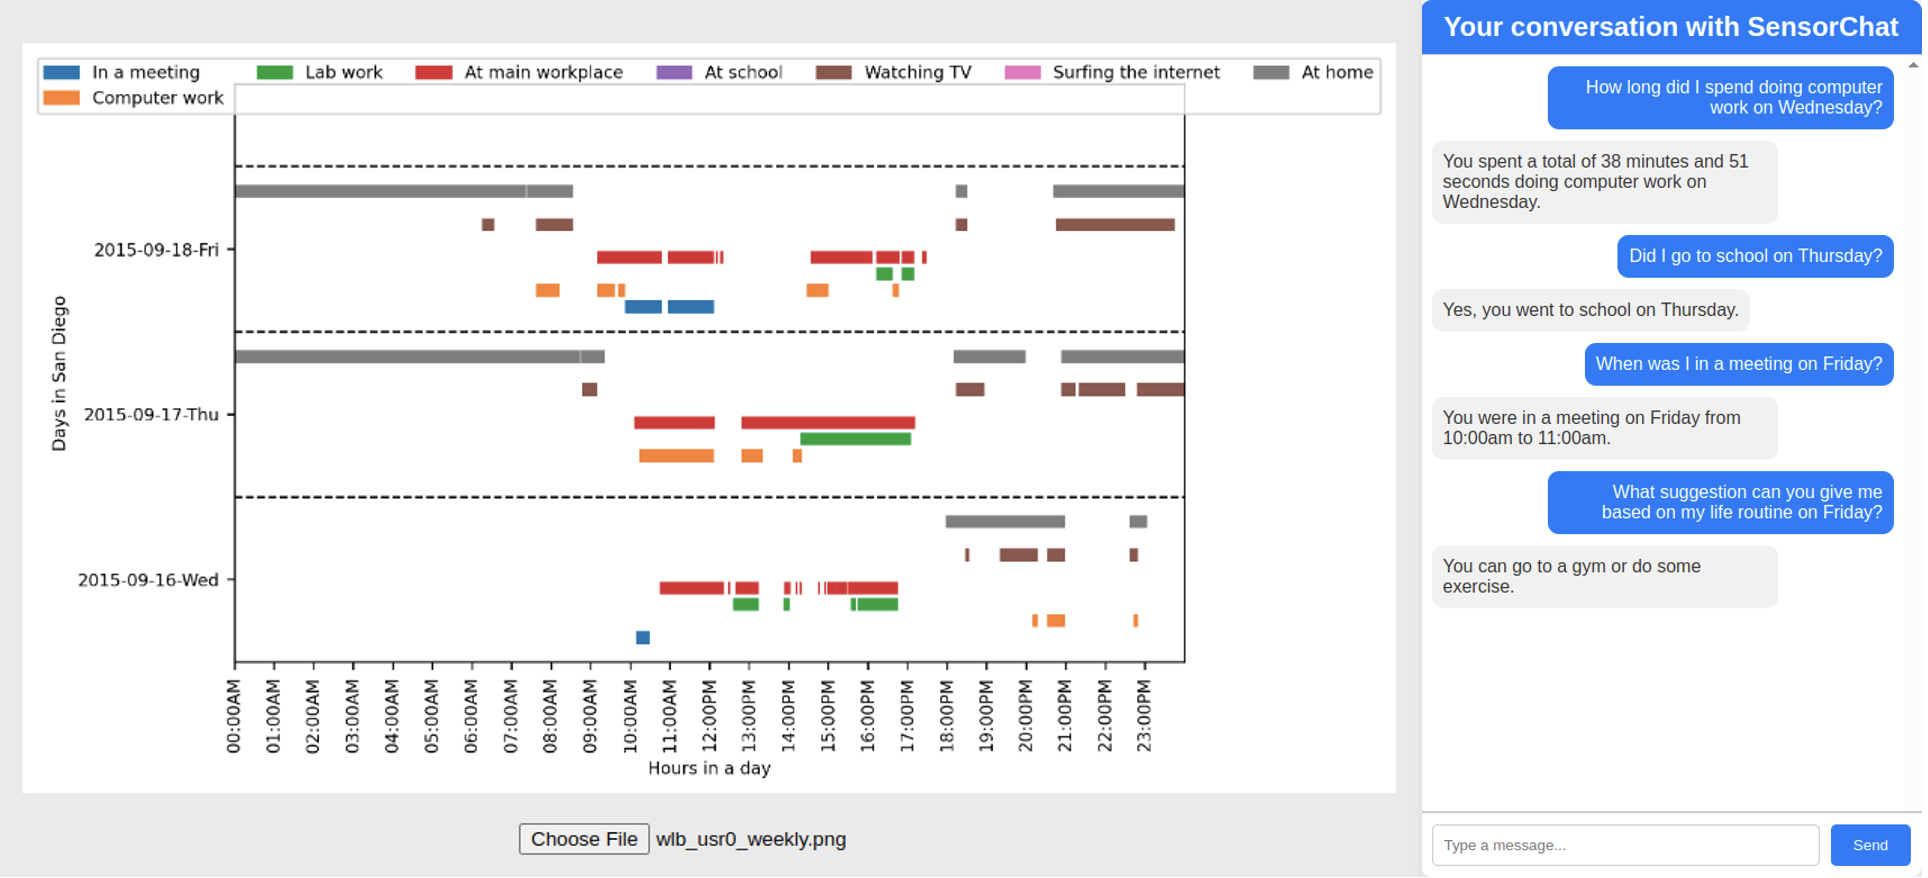 In a meeting
Lab work
At main workplace
At school
Watching TV
Surfing the internet
At home
Computer work
Days in San Diego
2015-09-18-Fri
2015-09-17-Thu
2015-09-16-Wed
00:00AM
01:00AM
02:00AM
03:00AM
04:00AM
05:00AM
06:00AM
07:00AM
08:00AM
09:00AM
10:00AM
11:00AM
12:00PM
13:00PM
14:00PM
15:00PM
16:00PM
17:00PM
18:00PM
19:00PM
20:00PM
21:00PM
22:00PM
23:00PM
Hours in a day
Choose File wlb_usr0_weekly.png
Your conversation with SensorChat
How long did I spend doing computer
work on Wednesday?
You spent a total of 38 minutes and 51
seconds doing computer work on
Wednesday.
Did I go to school on Thursday?
Yes, you went to school on Thursday.
When was I in a meeting on Friday?
You were in a meeting on Friday from
10:00am to 11:00am.
What suggestion can you give me
based on my life routine on Friday?
You can go to a gym or do some
exercise.
Type a message...
Send